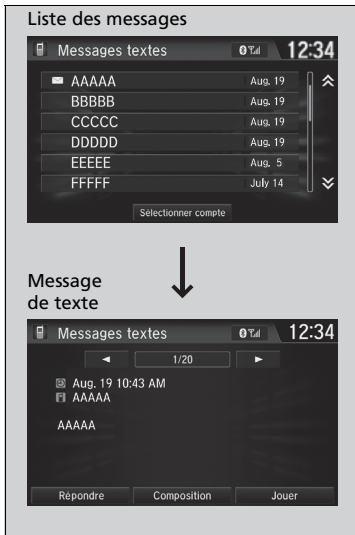 Liste des messages
Messages textes 12:34
AAAAA Aug. 19
BBBBB Aug. 19
CCCCC Aug. 19
DDDDD Aug. 19
EEEEE Aug. 5
FFFFF July 14
Sélectionner compte
Message
de texte
Messages textes 12:34
1/20
Aug. 19 10:43 AM
AAAAA
AAAAA
Répondre Composition Jouer